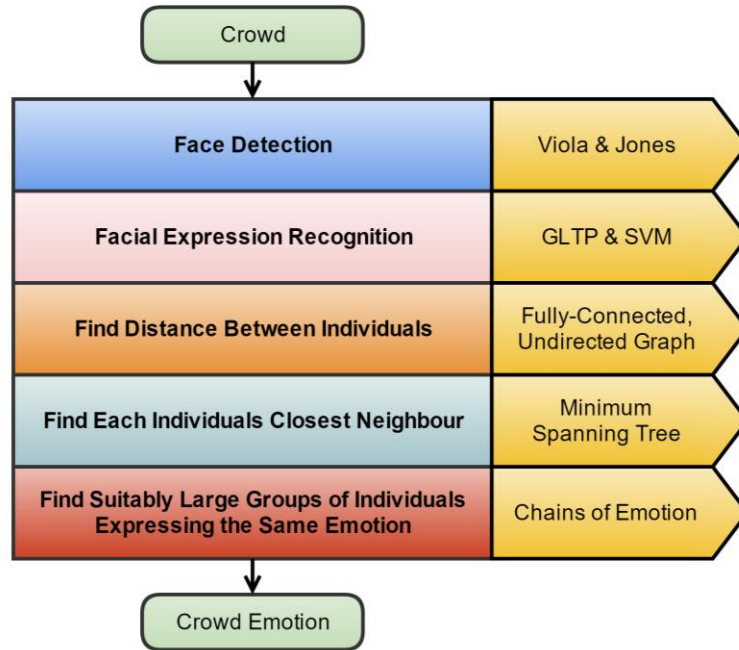 Crowd
Face Detection
Viola & Jones
Facial Expression Recognition
GLTP & SVM
Find Distance Between Individuals
Fully-Connected,
Undirected Graph
Find Each Individuals Closest Neighbour
Minimum
Spanning Tree
Find Suitably Large Groups of Individuals
Expressing the Same Emotion
Chains of Emotion
Crowd Emotion